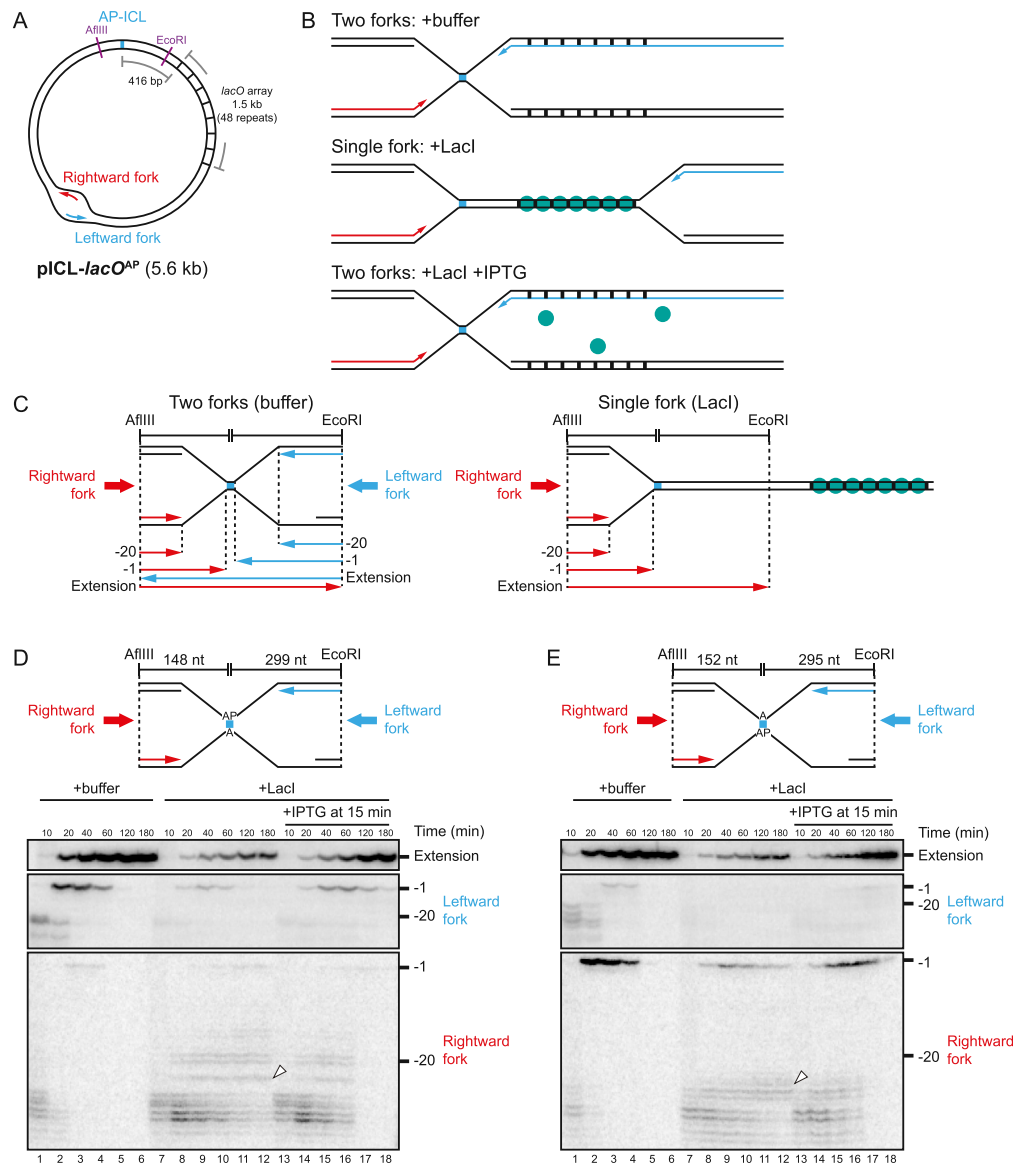 A
AP-ICL
AflIII
EcoRI
416 bp
lacO array
1.5 kb
(48 repeats)
Rightward fork
Leftward fork
pICL-lacOAP (5.6 kb)
B
Two forks: +buffer
Single fork: +LacI
Two forks: +LacI +IPTG
C
Two forks (buffer)
AflIII
EcoRI
Rightward
fork
Leftward
fork
-20
-20
-1
-1
Extension
Extension
Single fork (LacI)
AflIII
EcoRI
Rightward
fork
-20
-1
Extension
D
AflIII
148 nt
299 nt
EcoRI
AP
A
Rightward
fork
Leftward
fork
+buffer
+LacI
+IPTG at 15 min
10 20 40 60 120 180 10 20 40 60 120 180 10 20 40 60 120 180
Time (min)
Extension
-1
-20
Leftward
fork
-1
-20
Rightward
fork
1 2 3 4 5 6 7 8 9 10 11 12 13 14 15 16 17 18
E
AflIII
152 nt
295 nt
EcoRI
A
AP
Rightward
fork
Leftward
fork
+buffer
+LacI
+IPTG at 15 min
10 20 40 60 120 180 10 20 40 60 120 180 10 20 40 60 120 180
Time (min)
Extension
-1
-20
Leftward
fork
-1
-20
Rightward
fork
1 2 3 4 5 6 7 8 9 10 11 12 13 14 15 16 17 18